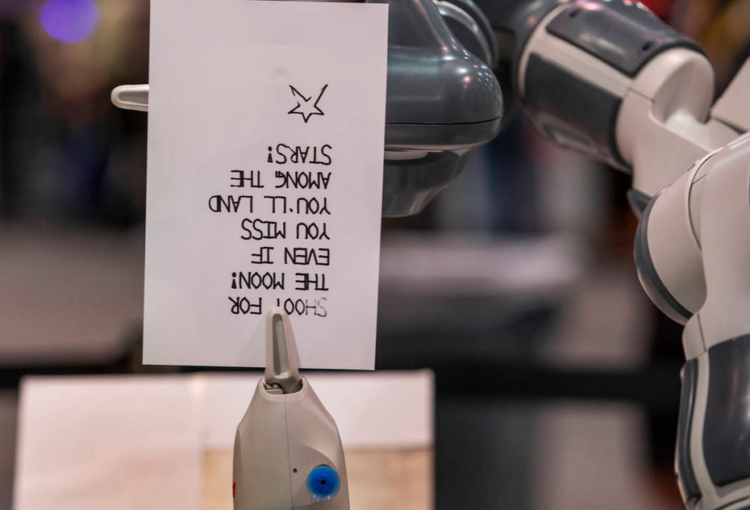 SHOOT FOR
THE MOON!
EVEN IF
YOU MISS
YOU'LL LAND
AMONG THE
STARS!